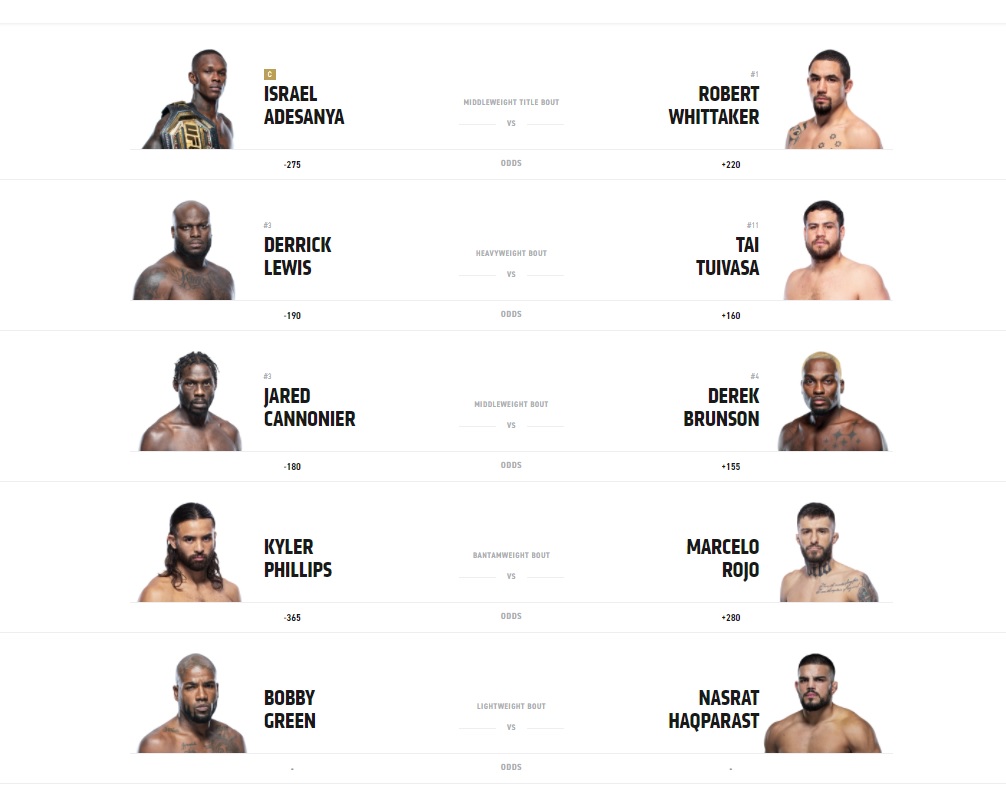 C
#1
ISRAEL
ADESANYA
MIDDLEWEIGHT TITLE BOUT
VS
ROBERT
WHITTAKER
-275
ODDS
+220
#3
#11
DERRICK
LEWIS
HEAVYWEIGHT BOUT
VS
TAI
TUIVASA
-190
ODDS
+160
#3
#4
JARED
CANNONIER
MIDDLEWEIGHT BOUT
VS
DEREK
BRUNSON
-180
ODDS
+155
KYLER
PHILLIPS
BANTAMWEIGHT BOUT
VS
MARCELO
ROJO
-365
ODDS
+280
BOBBY
GREEN
LIGHTWEIGHT BOUT
VS
NASRAT
HAQPARAST
-
ODDS
-